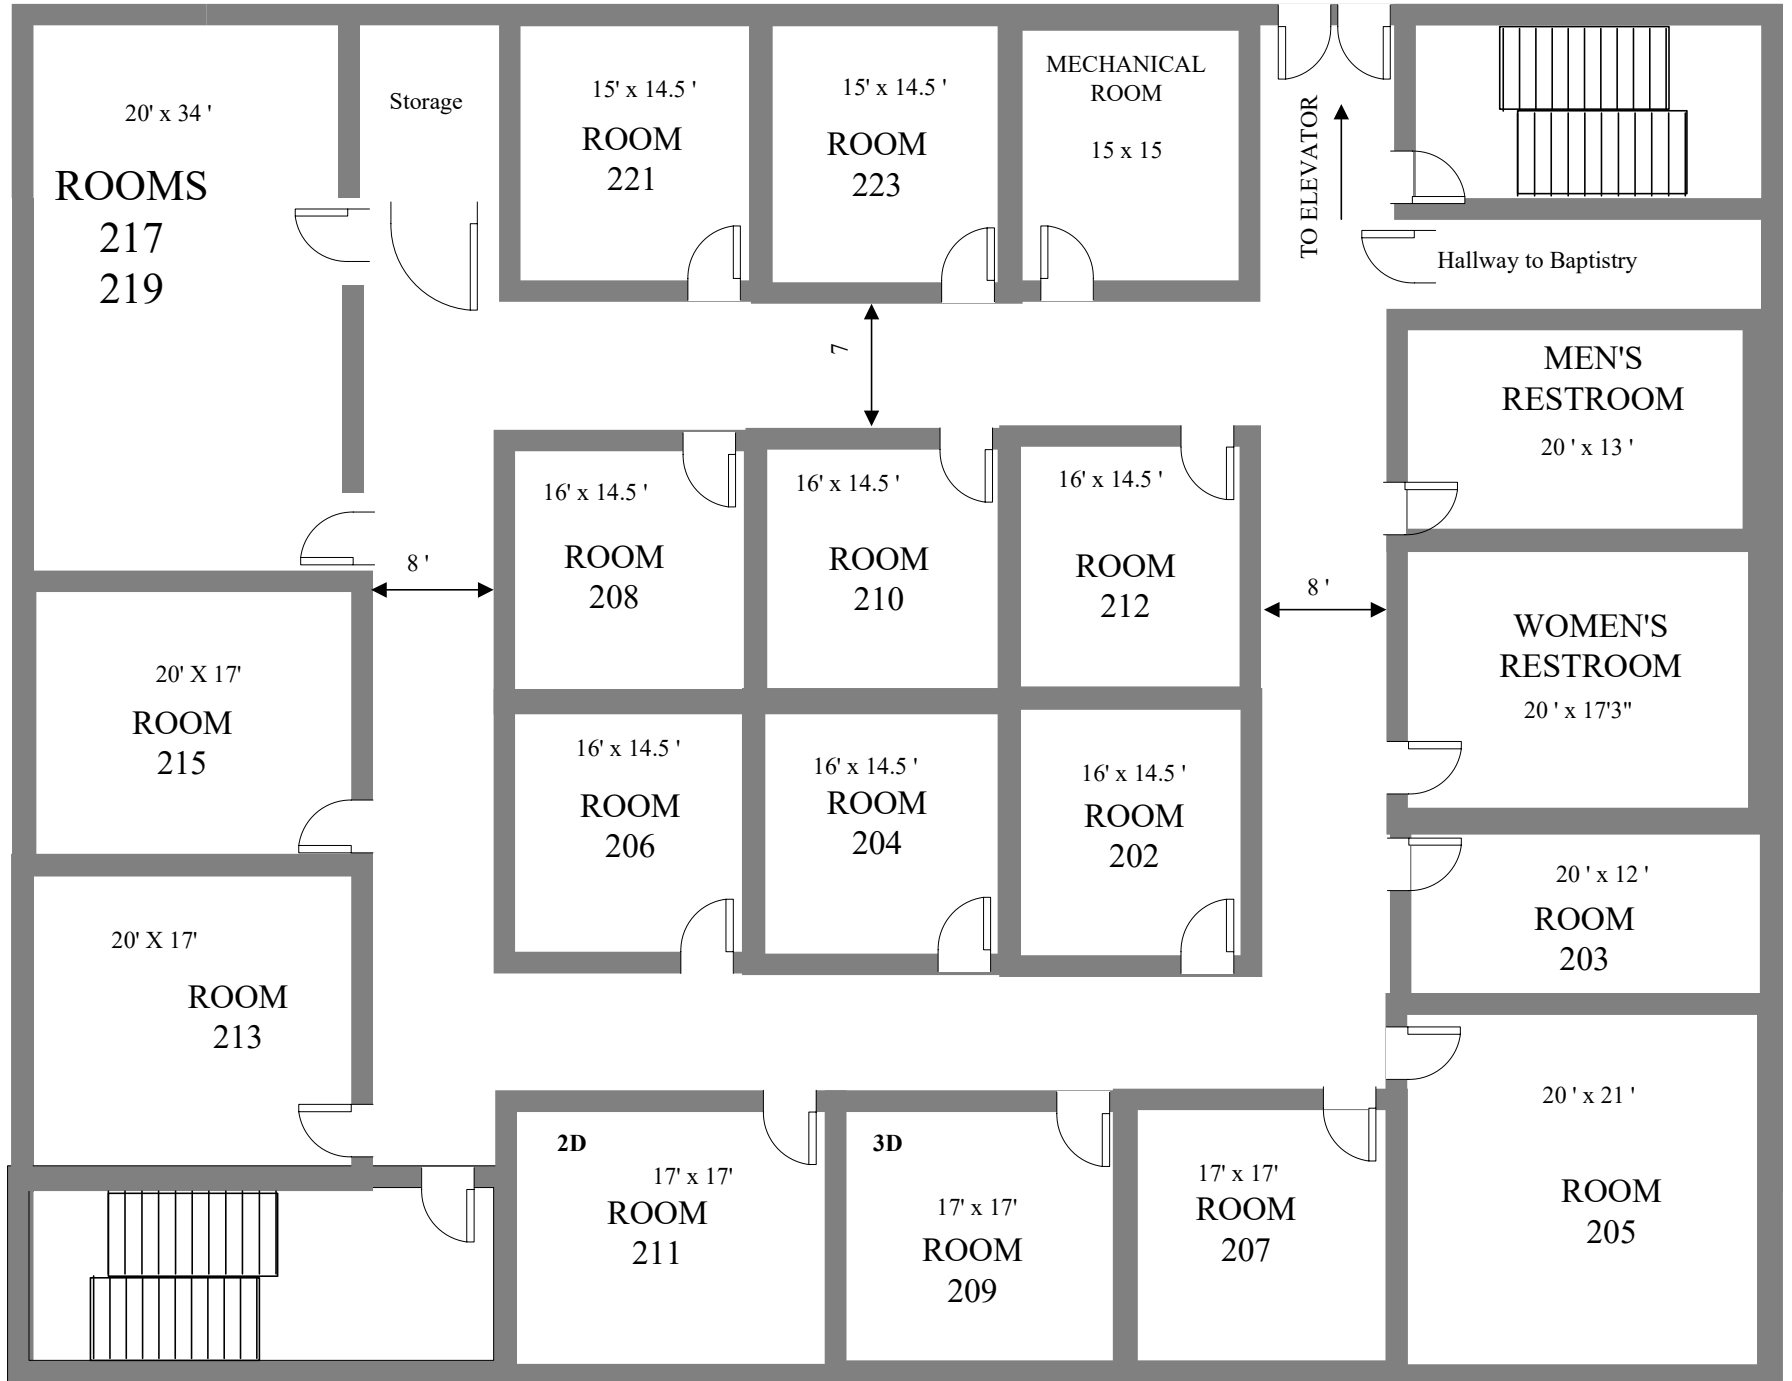 20' x 34 '
ROOMS
217
219
Storage
15' x 14.5 '
ROOM
221
15' x 14.5 '
ROOM
223
MECHANICAL
ROOM
15 x 15
TO ELEVATOR
Hallway to Baptistry
7
MEN'S
RESTROOM
20 ' x 13 '
16' x 14.5 '
ROOM
208
16' x 14.5 '
ROOM
210
16' x 14.5 '
ROOM
212
8 '
8 '
WOMEN'S
RESTROOM
20 ' x 17'3"
20' X 17'
ROOM
215
16' x 14.5 '
ROOM
206
16' x 14.5 '
ROOM
204
16' x 14.5 '
ROOM
202
20 ' x 12 '
ROOM
203
20' X 17'
ROOM
213
20 ' x 21 '
ROOM
205
2D
17' x 17'
ROOM
211
3D
17' x 17'
ROOM
209
17' x 17'
ROOM
207